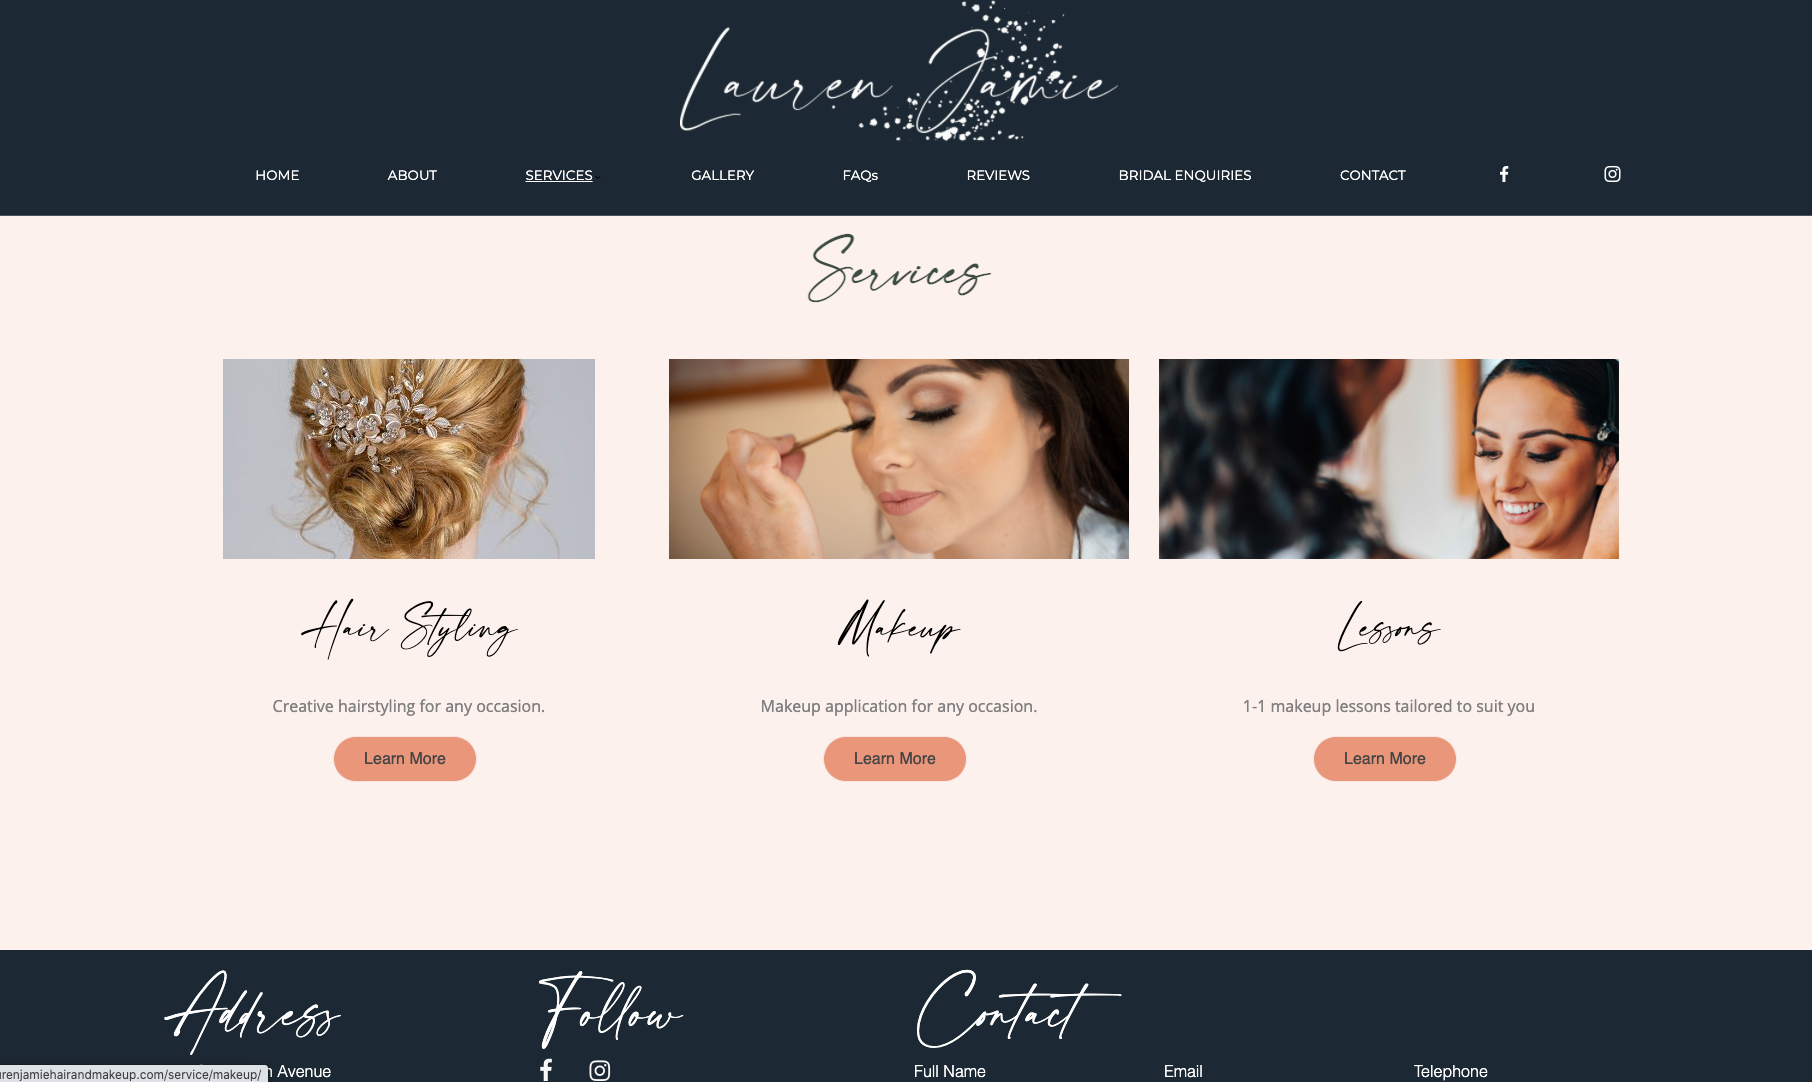 Lauren Jamie
HOME ABOUT SERVICES GALLERY FAQs REVIEWS BRIDAL ENQUIRIES CONTACT
Services
Hair Styling Makeup Lessons
Creative hairstyling for any occasion. Makeup application for any occasion. 1-1 makeup lessons tailored to suit you
Learn More Learn More Learn More
Address Follow Contact
Avenue Full Name Email Telephone
renjamiehairandmakeup.com/service/makeup/